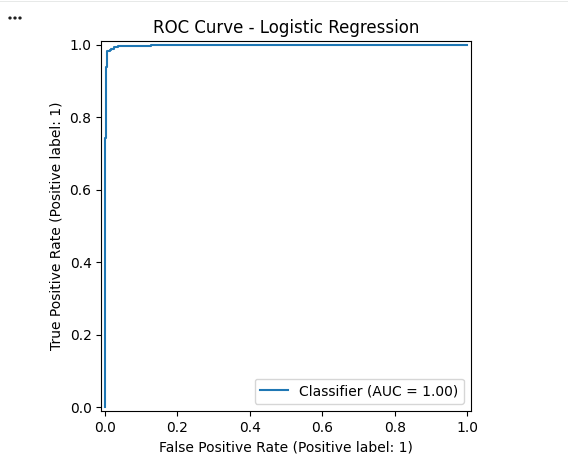 ROC Curve - Logistic Regression
1.0
0.8
0.6
0.4
0.2
0.0
True Positive Rate (Positive label: 1)
Classifier (AUC = 1.00)
0.0 0.2 0.4 0.6 0.8 1.0
False Positive Rate (Positive label: 1)